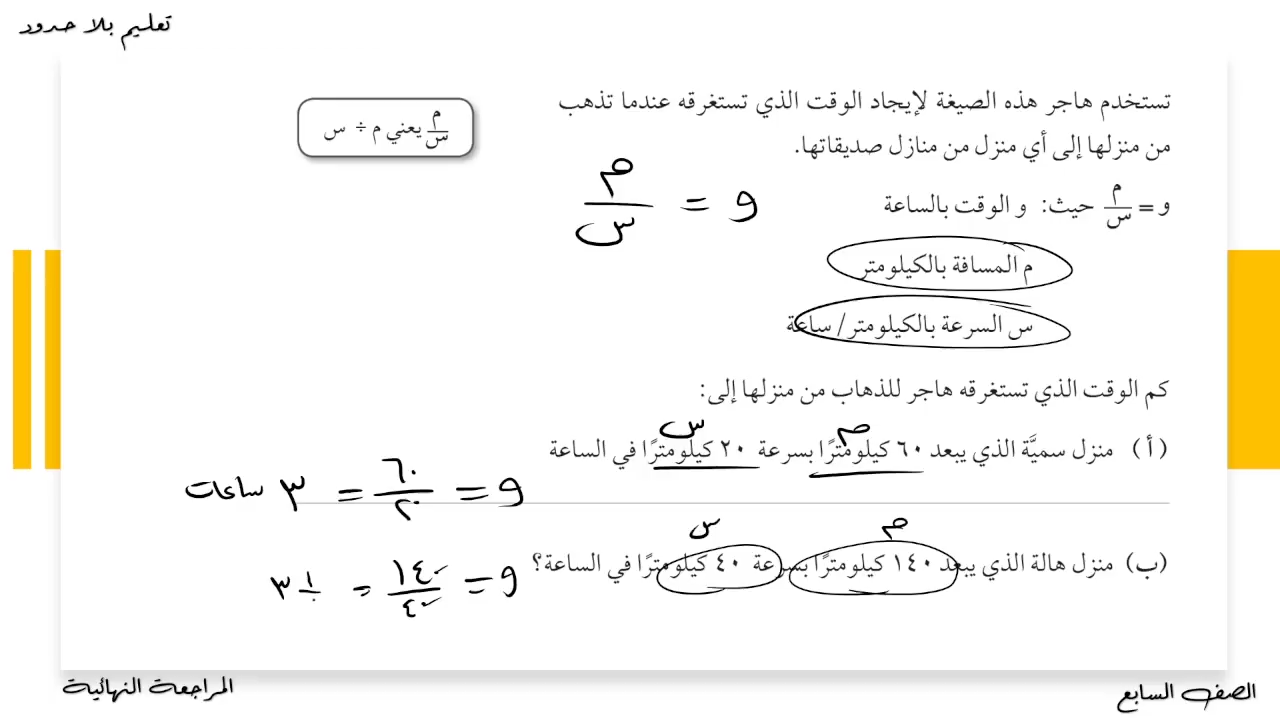 تعليم بلا حدود
تستخدم هاجر هذه الصيغة لإيجاد الوقت الذي تستغرقه عندما تذهب
من منزلها إلى أي منزل من منازل صديقاتها.
م/س يعني م ÷ س
و = م/س حيث: و الوقت بالساعة
و = م/س
م المسافة بالكيلومتر
س السرعة بالكيلومتر/ساعة
كم الوقت الذي تستغرقه هاجر للذهاب من منزلها إلى:
م س
(أ) منزل سميَّة الذي يبعد ٦٠ كيلومترًا بسرعة ٢٠ كيلومترًا في الساعة
و = ٦٠/٢٠ = ٣ ساعات
م س
(ب) منزل هالة الذي يبعد ١٤٠ كيلومترًا بسرعة ٤٠ كيلومترًا في الساعة؟
و = ١٤٠/٤٠ = ٣
الصف السابع
المراجعة النهائية